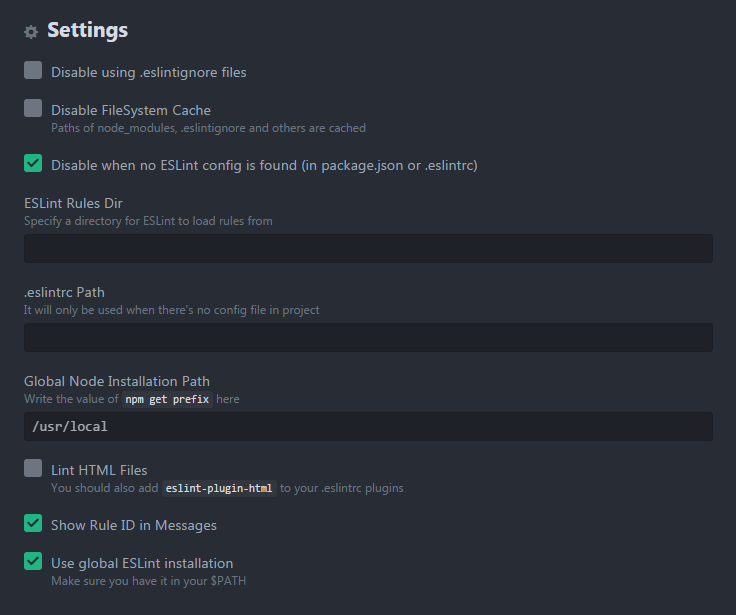 Settings
Disable using .eslintignore files
Disable FileSystem Cache
Paths of node_modules, .eslintignore and others are cached
Disable when no ESLint config is found (in package.json or .eslintrc)
ESLint Rules Dir
Specify a directory for ESLint to load rules from
.eslintrc Path
It will only be used when there's no config file in project
Global Node Installation Path
Write the value of npm get prefix here
/usr/local
Lint HTML Files
You should also add eslint-plugin-html to your .eslintrc plugins
Show Rule ID in Messages
Use global ESLint installation
Make sure you have it in your $PATH